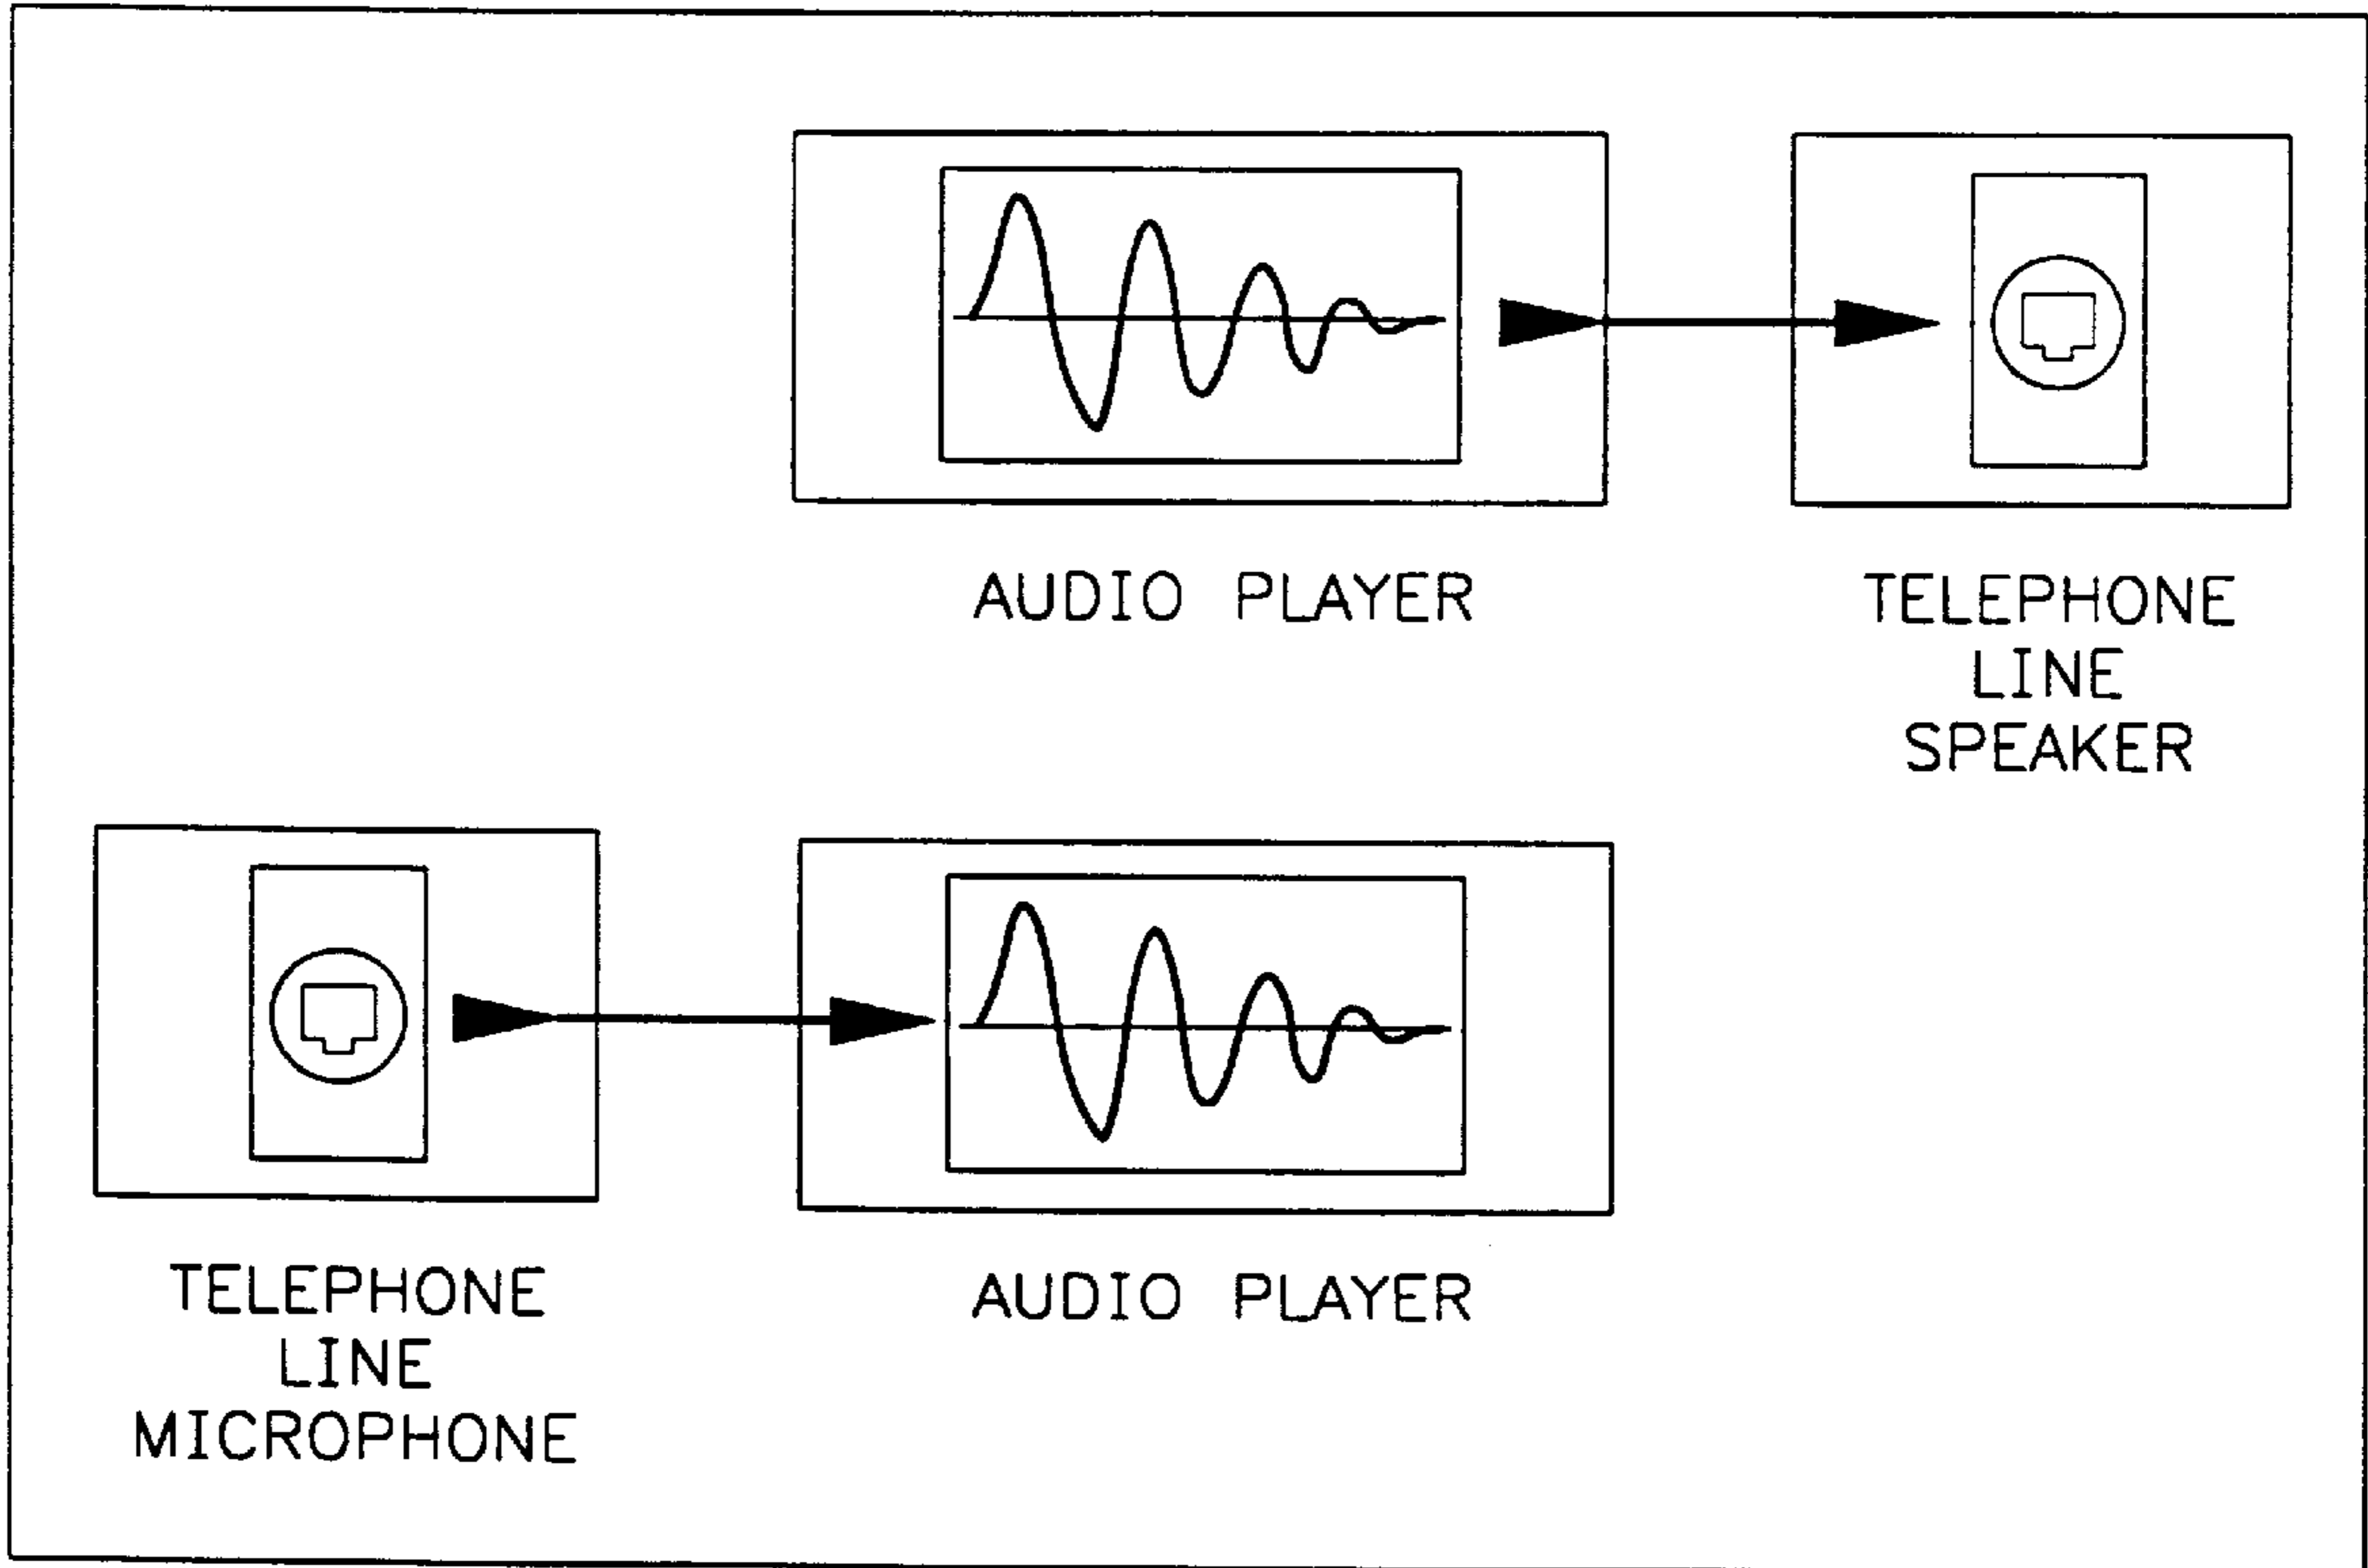 AUDIO PLAYER
TELEPHONE
LINE
SPEAKER
TELEPHONE
LINE
MICROPHONE
AUDIO PLAYER